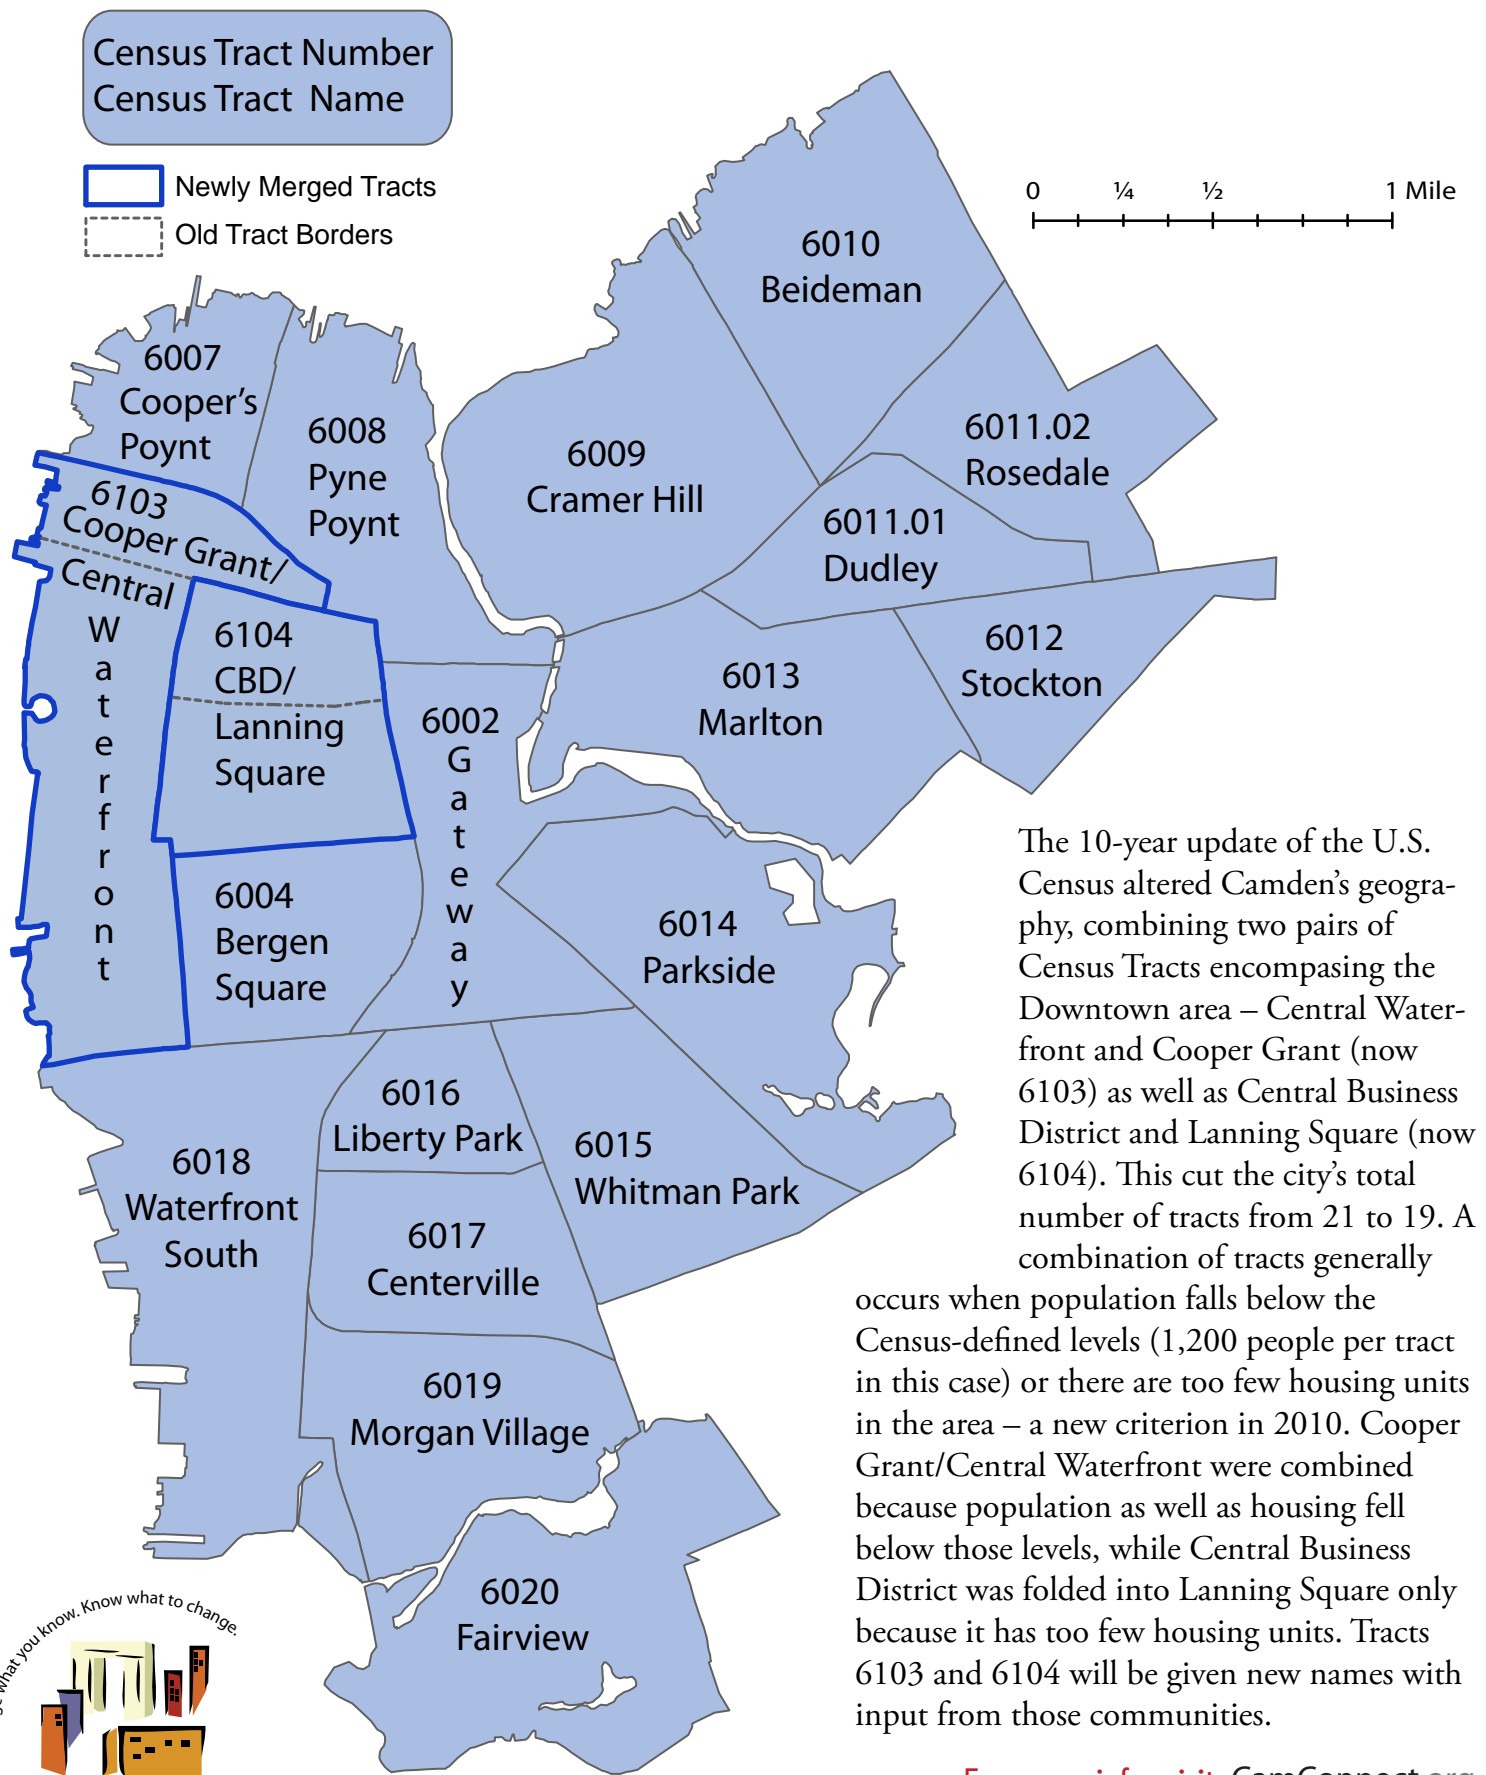 Census Tract Number
Census Tract Name
Newly Merged Tracts
Old Tract Borders
0 ¼ ½ 1 Mile
6010
Beideman
6007
Cooper's
Poynt
6008
Pyne
Poynt
6009
Cramer Hill
6011.02
Rosedale
6011.01
Dudley
6103
Cooper Grant/
Central
Waterfront
6104
CBD/
Lanning
Square
6002
Gateway
6013
Marlton
6012
Stockton
6004
Bergen
Square
6014
Parkside
6016
Liberty Park
6015
Whitman Park
6018
Waterfront
South
6017
Centerville
6019
Morgan Village
6020
Fairview
The 10-year update of the U.S.
Census altered Camden's geogra-
phy, combining two pairs of
Census Tracts encompasing the
Downtown area – Central Water-
front and Cooper Grant (now
6103) as well as Central Business
District and Lanning Square (now
6104). This cut the city's total
number of tracts from 21 to 19. A
combination of tracts generally
occurs when population falls below the
Census-defined levels (1,200 people per tract
in this case) or there are too few housing units
in the area – a new criterion in 2010. Cooper
Grant/Central Waterfront were combined
because population as well as housing fell
below those levels, while Central Business
District was folded into Lanning Square only
because it has too few housing units. Tracts
6103 and 6104 will be given new names with
input from those communities.
what you know. Know what to change.
CamConnect.org